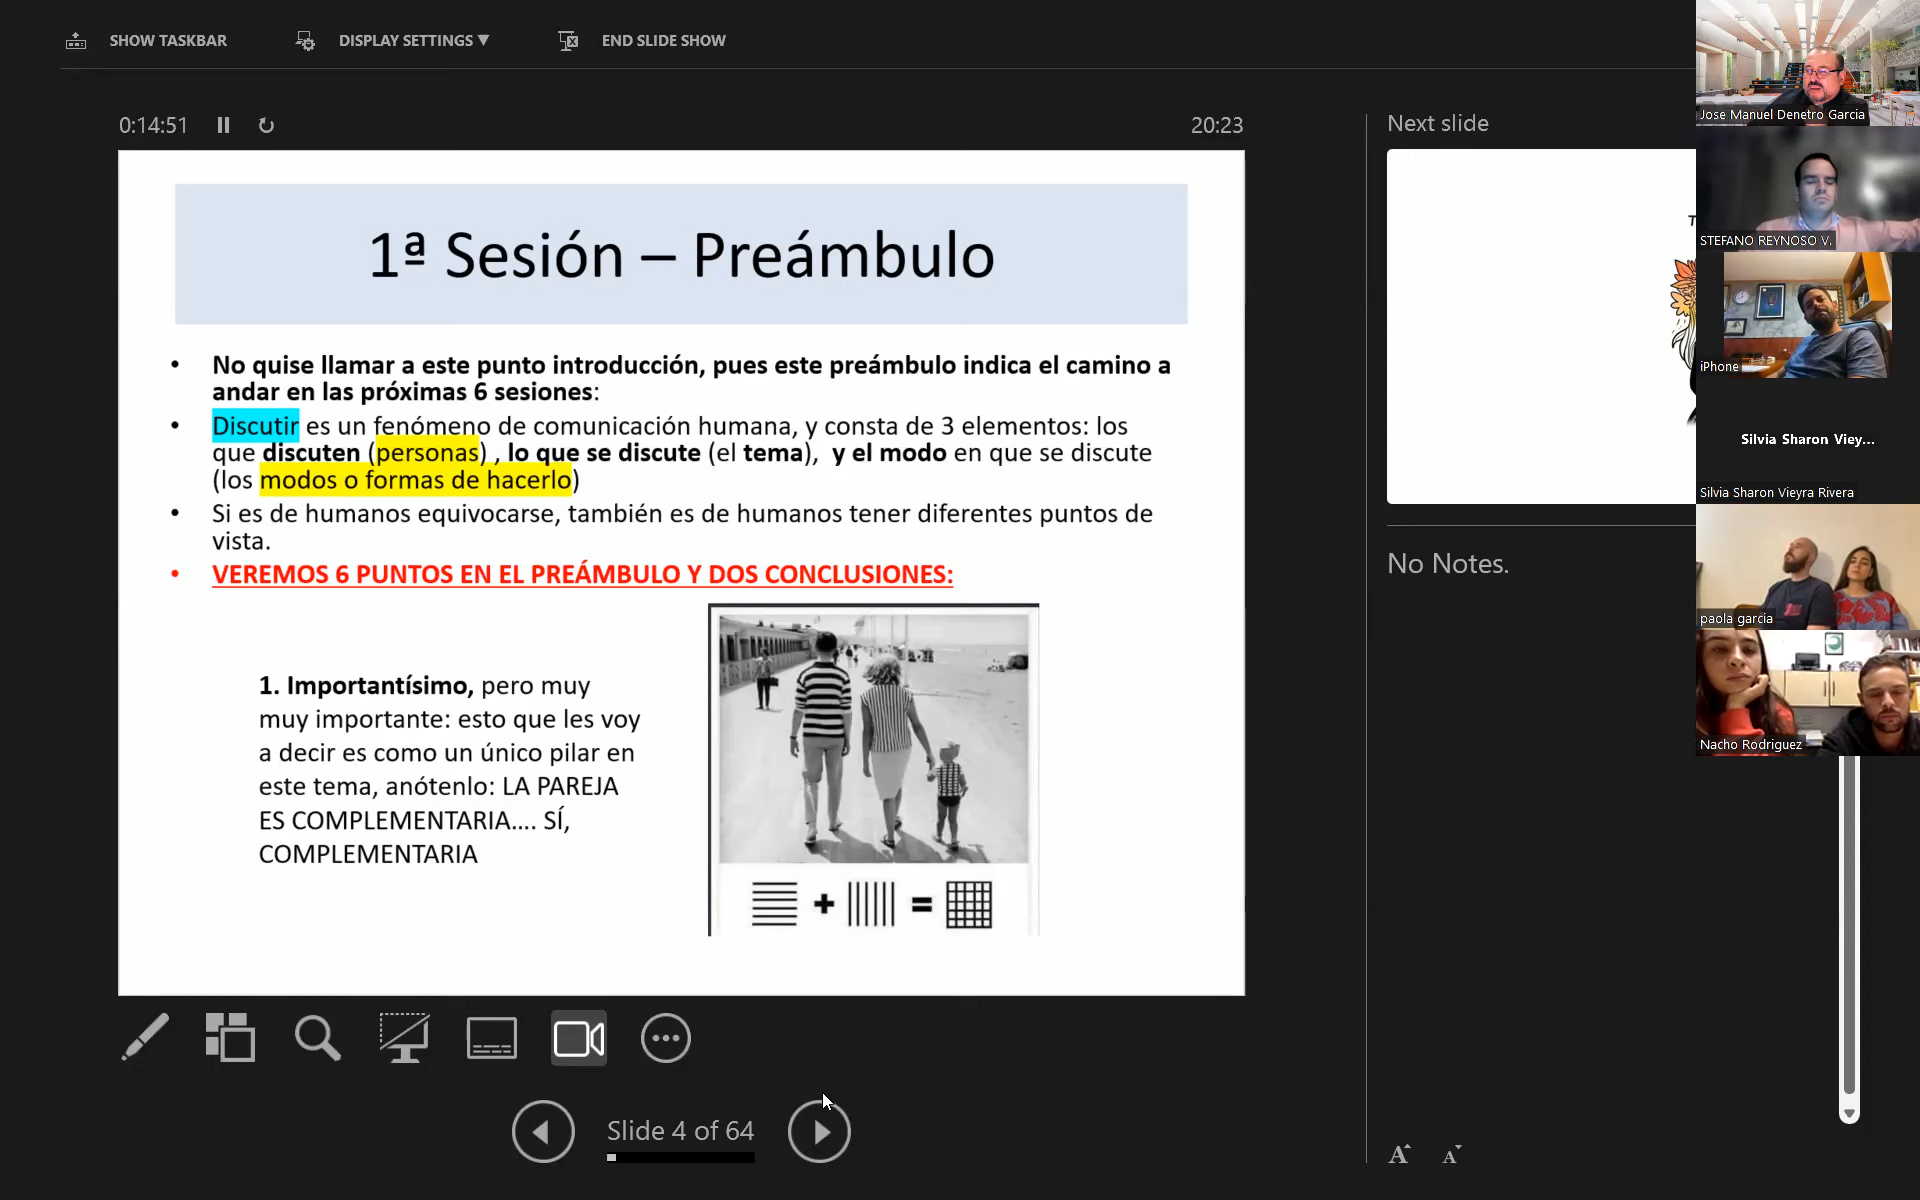 SHOW TASKBAR
DISPLAY SETTINGS ▼
END SLIDE SHOW
0:14:51
20:23
1ª Sesión – Preámbulo
• No quise llamar a este punto introducción, pues este preámbulo indica el camino a
andar en las próximas 6 sesiones:
• Discutir es un fenómeno de comunicación humana, y consta de 3 elementos: los
que discuten (personas) , lo que se discute (el tema), y el modo en que se discute
(los modos o formas de hacerlo)
• Si es de humanos equivocarse, también es de humanos tener diferentes puntos de
vista.
• VEREMOS 6 PUNTOS EN EL PREÁMBULO Y DOS CONCLUSIONES:
1. Importantísimo, pero muy
muy importante: esto que les voy
a decir es como un único pilar en
este tema, anótenlo: LA PAREJA
ES COMPLEMENTARIA.... SÍ,
COMPLEMENTARIA
+ =
Slide 4 of 64
Next slide
T
No Notes.
A A
Jose Manuel Denetro Garcia
STEFANO REYNOSO V.
iPhone
Silvia Sharon Viey...
Silvia Sharon Vieyra Rivera
paola garcia
Nacho Rodriguez